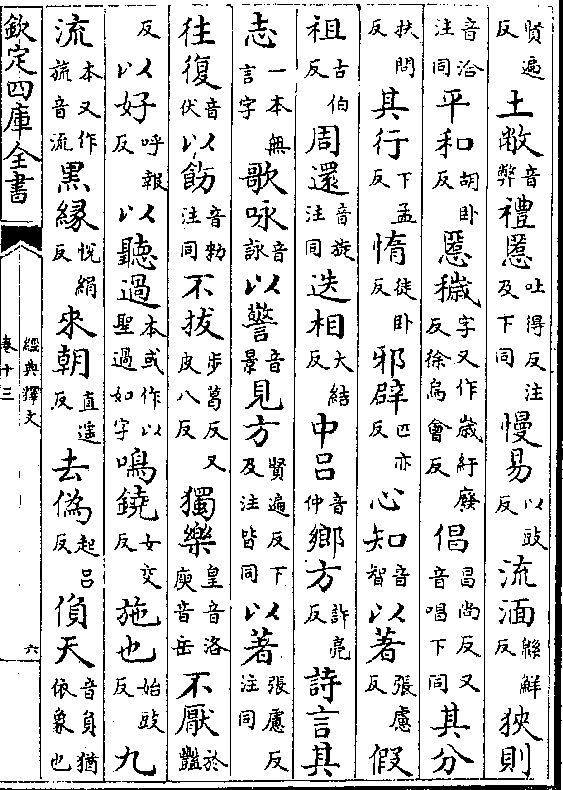 賢遍反土敝音弊禮慝吐得反注及下同慢易以豉反流湎緜鮮反狹則
音洽注同平和胡卧反慝穢字又作薉紆廢反徐烏會反倡昌尚反又音唱下同其分
扶問反其行下孟反惰徒卧反邪辟匹亦反心知音智以著張慮反假
祖古伯反周還音旋注同迭相大結反中呂音仲鄉方許亮反詩言其
志一本無言字歌咏音詠以警音景見方賢遍反下及注皆同以著張慮反注同
往復音伏以飭音勑注同不拔步葛反又皮八反獨樂皇音洛庾音岳不厭於豔
反以好呼報反以聽過本或作以聖過如字鳴鐃女交反施也始豉反九
流本又作旒音流黑緣悅絹反來朝直遙反去偽起呂反偩天音負猶依象也
欽定四庫全書
經典釋文
卷十三
六